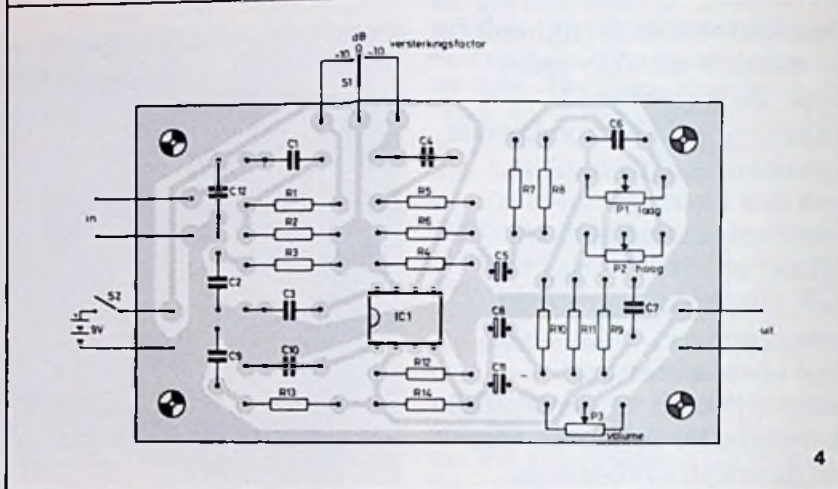 dB
+10 0 -10 versterkingsfactor
S1
C1 C4 C6
C12
R1 R5 R7 R8
P1 laag
in
R2 R6
R3 R4
P2 hoog
C5
C2
S2
C3 IC1 C8 R10 R11 R9 C7
9V
uit
C9 C10 C11
R12
R13 R14
P3
volume
4